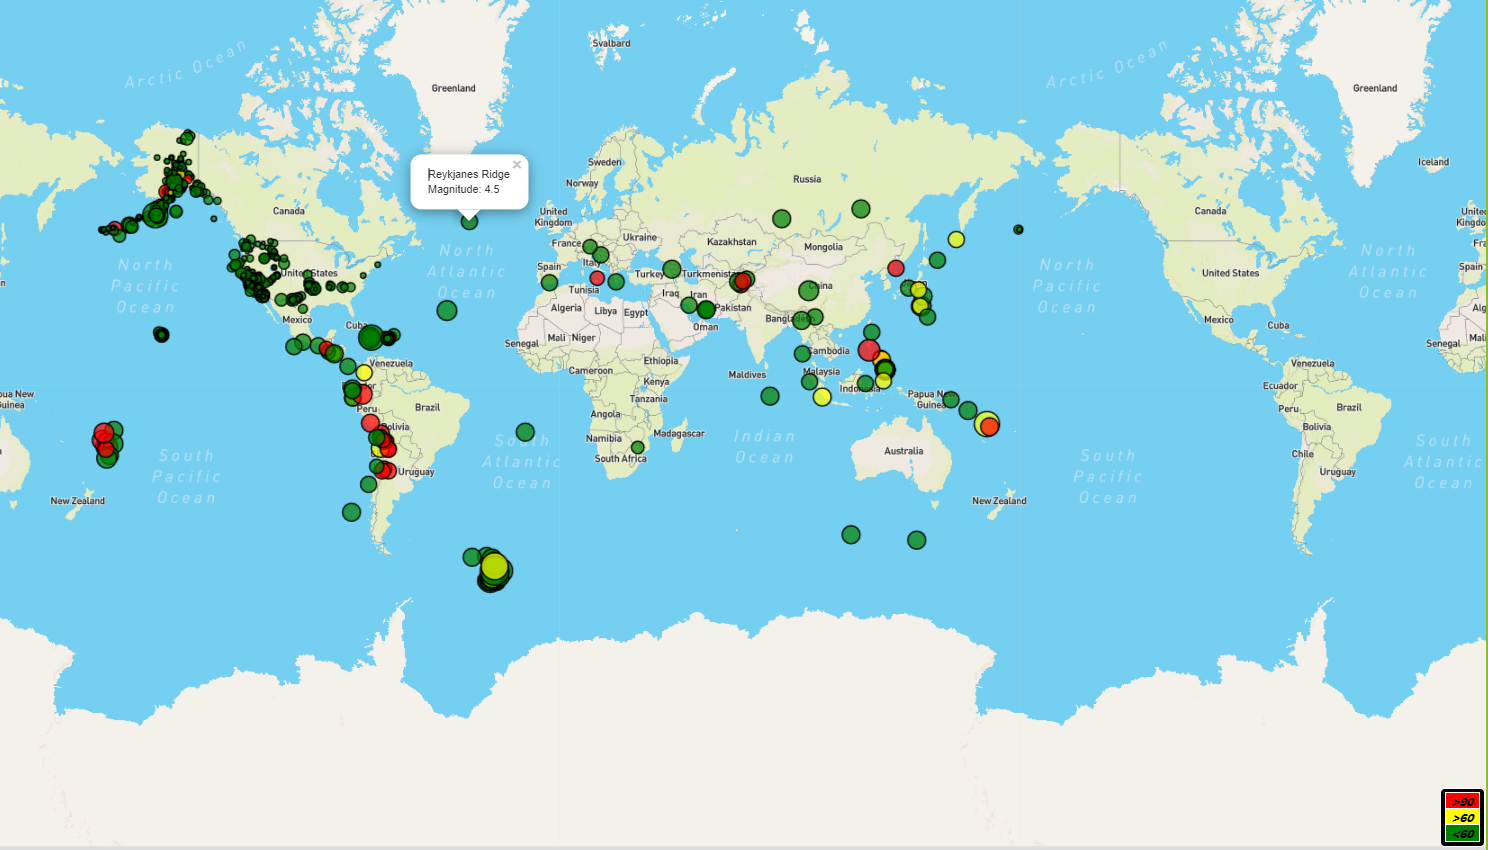 Svalbard
Arctic Ocean
Arctic Ocean
Greenland
Greenland
×
Reykjanes Ridge
Magnitude: 4.5
Sweden
Norway
Russia
Iceland
Canada
Canada
United
Kingdom
Ukraine
France
Kazakhstan
Mongolia
North
Atlantic
Ocean
North
Pacific
Ocean
North
Pacific
Ocean
North
Atlantic
Ocean
United States
United States
Spain
Italy
Turkey
Turkmenistan
China
Spain
Tunisia
Algeria
Libya
Egypt
Iraq
Iran
Pakistan
Oman
Bangladesh
Mexico
Mexico
Cuba
Cuba
Senegal
Mali
Niger
Senegal
Mali
Cambodia
Venezuela
Venezuela
Ethiopia
Cameroon
Kenya
Maldives
Malaysia
Indonesia
Ecuador
Tanzania
Papua New
Guinea
Peru
Brazil
Peru
Brazil
Angola
Bolivia
Bolivia
Namibia
Madagascar
South Africa
Indian
Ocean
South
Atlantic
Ocean
South
Pacific
Ocean
South
Pacific
Ocean
South
Atlantic
Ocean
Australia
Chile
Uruguay
Uruguay
New Zealand
New Zealand
>90
>60
<60